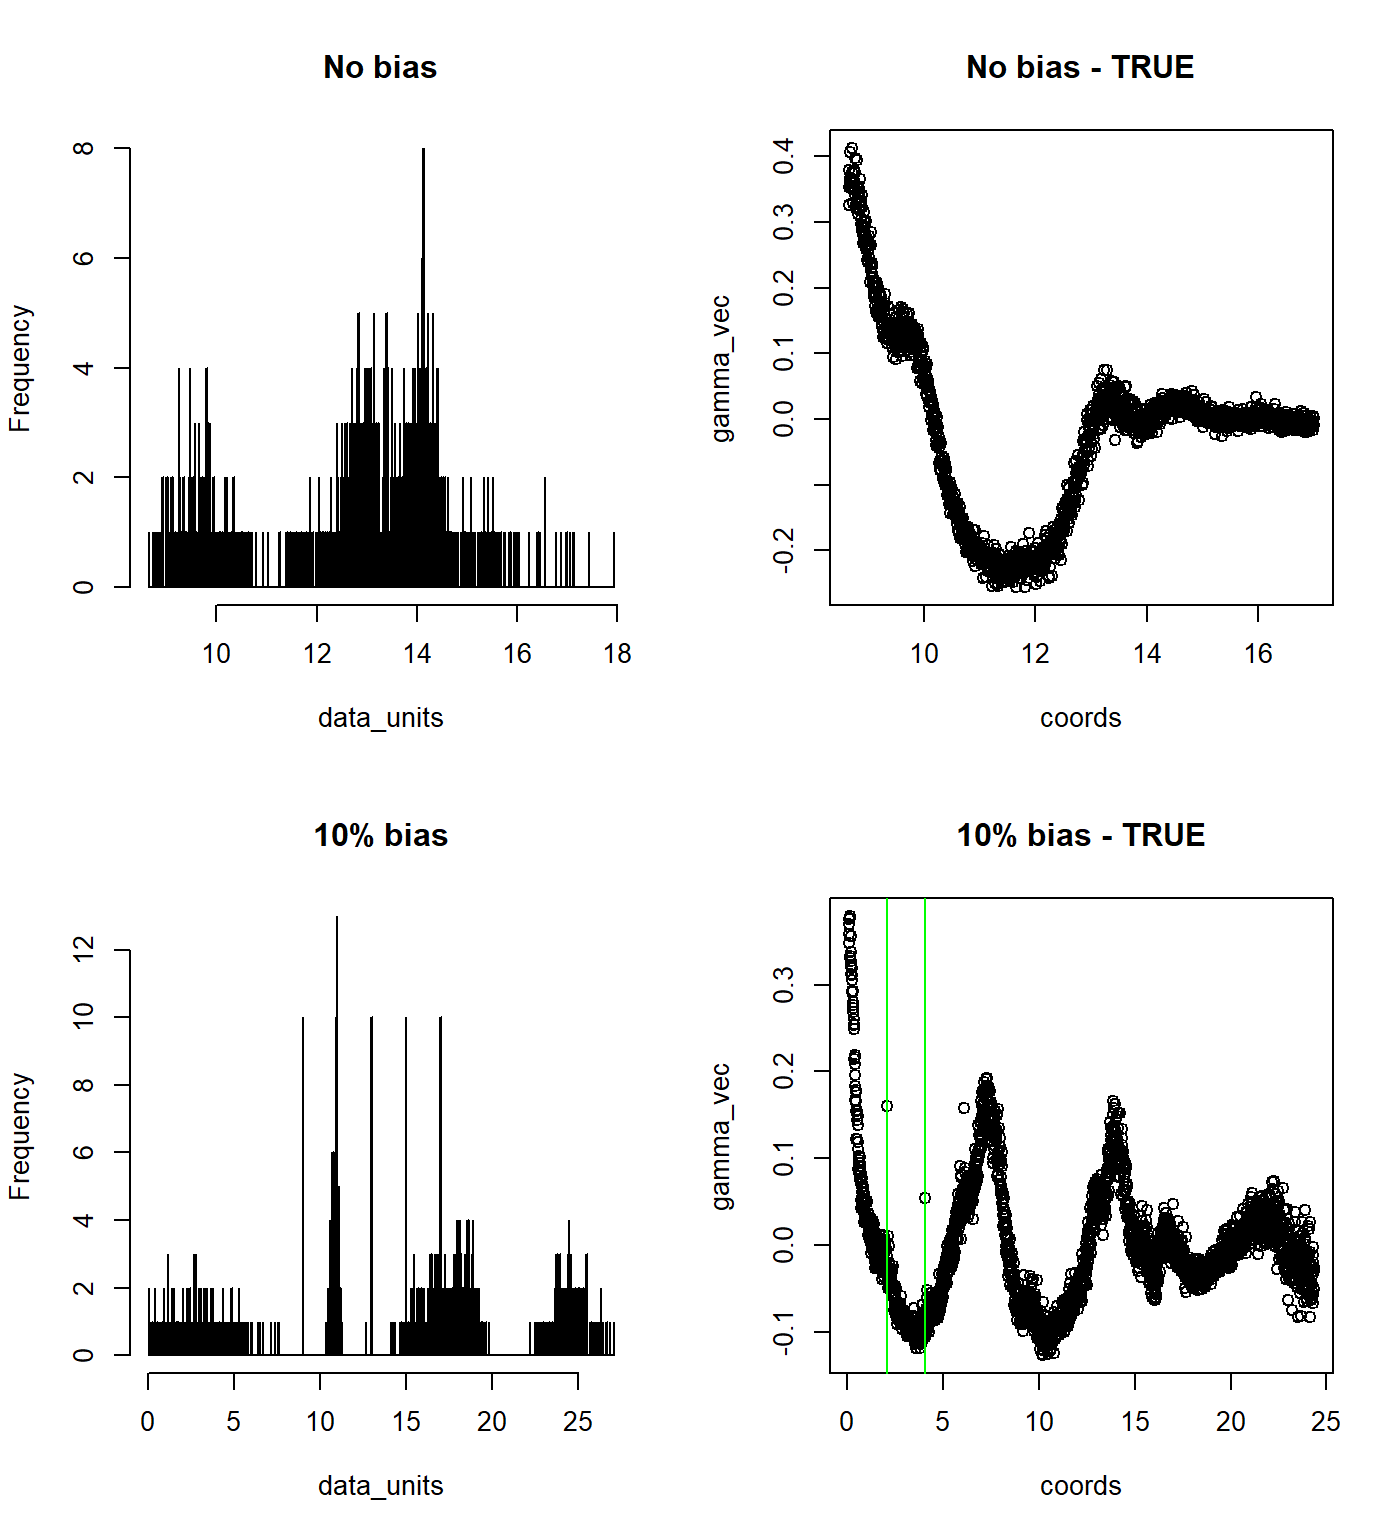 No bias
Frequency
0 2 4 6 8
10 12 14 16 18
data_units
No bias - TRUE
gamma_vec
-0.2 0.0 0.1 0.2 0.3 0.4
10 12 14 16
coords
10% bias
Frequency
0 2 4 6 8 10 12
0 5 10 15 20 25
data_units
10% bias - TRUE
gamma_vec
-0.1 0.0 0.1 0.2 0.3
0 5 10 15 20 25
coords